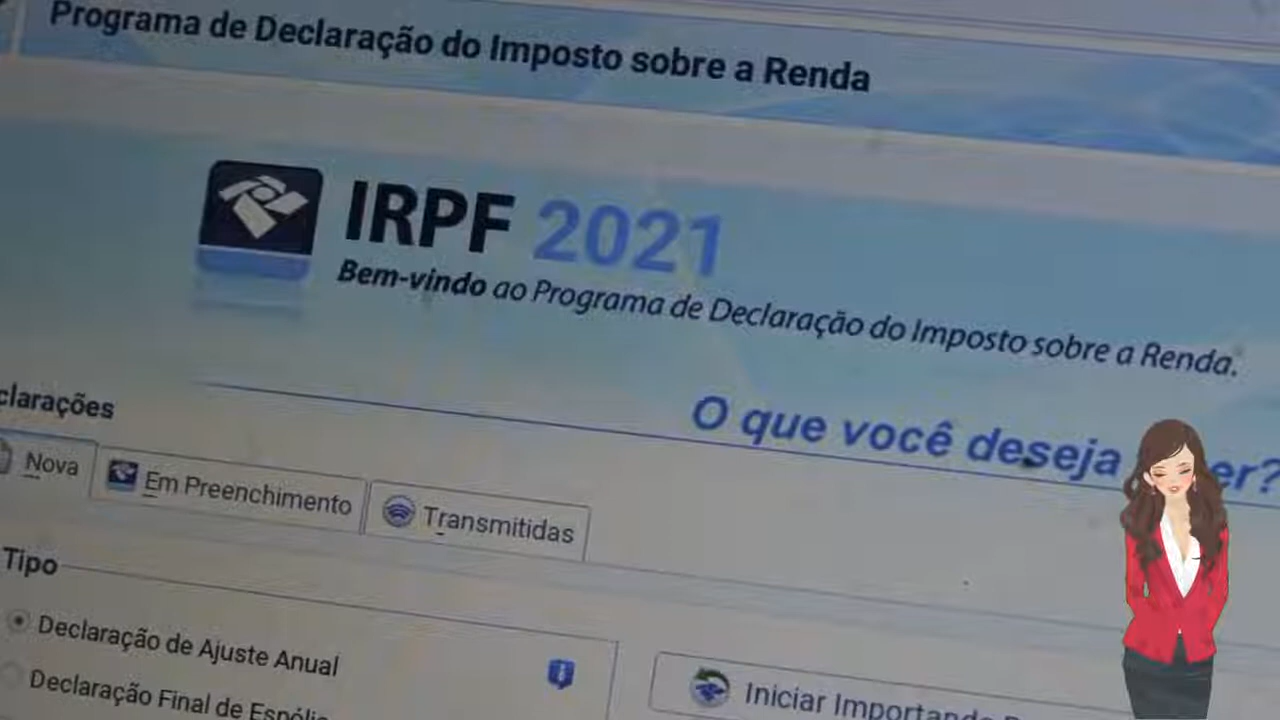 Programa de Declaração do Imposto sobre a Renda
IRPF 2021
Bem-vindo ao Programa de Declaração do Imposto sobre a Renda.
O que você deseja
clarações
Nova
Em Preenchimento
Transmitidas
Tipo
Declaração de Ajuste Anual
Declaração Final de
Iniciar Importando